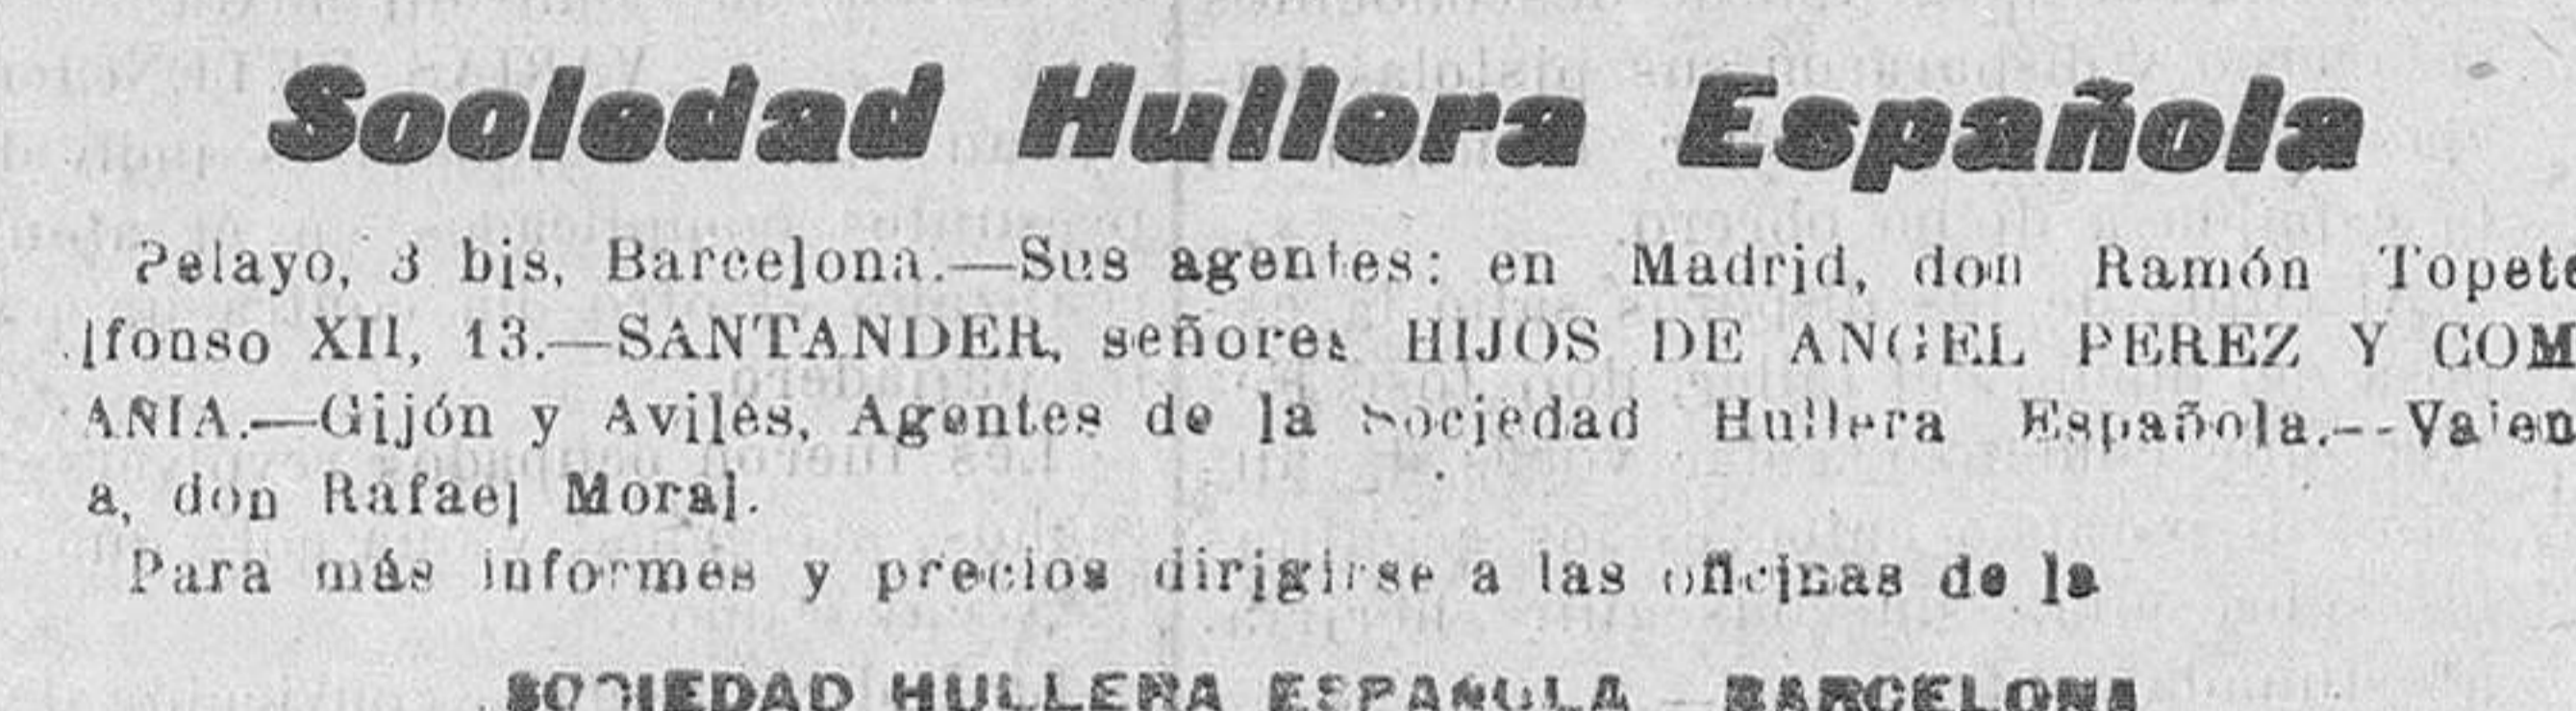 Sociedad Hullera Española
Pelayo, 3 bis, Barcelona.—Sus agentes: en Madrid, don Ramón Topete
lfonso XII, 13.—SANTANDER, señores HIJOS DE ANGEL PEREZ Y COM
AÑIA.—Gijón y Avilés, Agentes de la Sociedad Hullera Española.--Valen
a, don Rafael Moral.
Para más informes y precios dirigirse a las oficinas de la
SOCIEDAD HULLERA ESPAÑOLA - BARCELONA